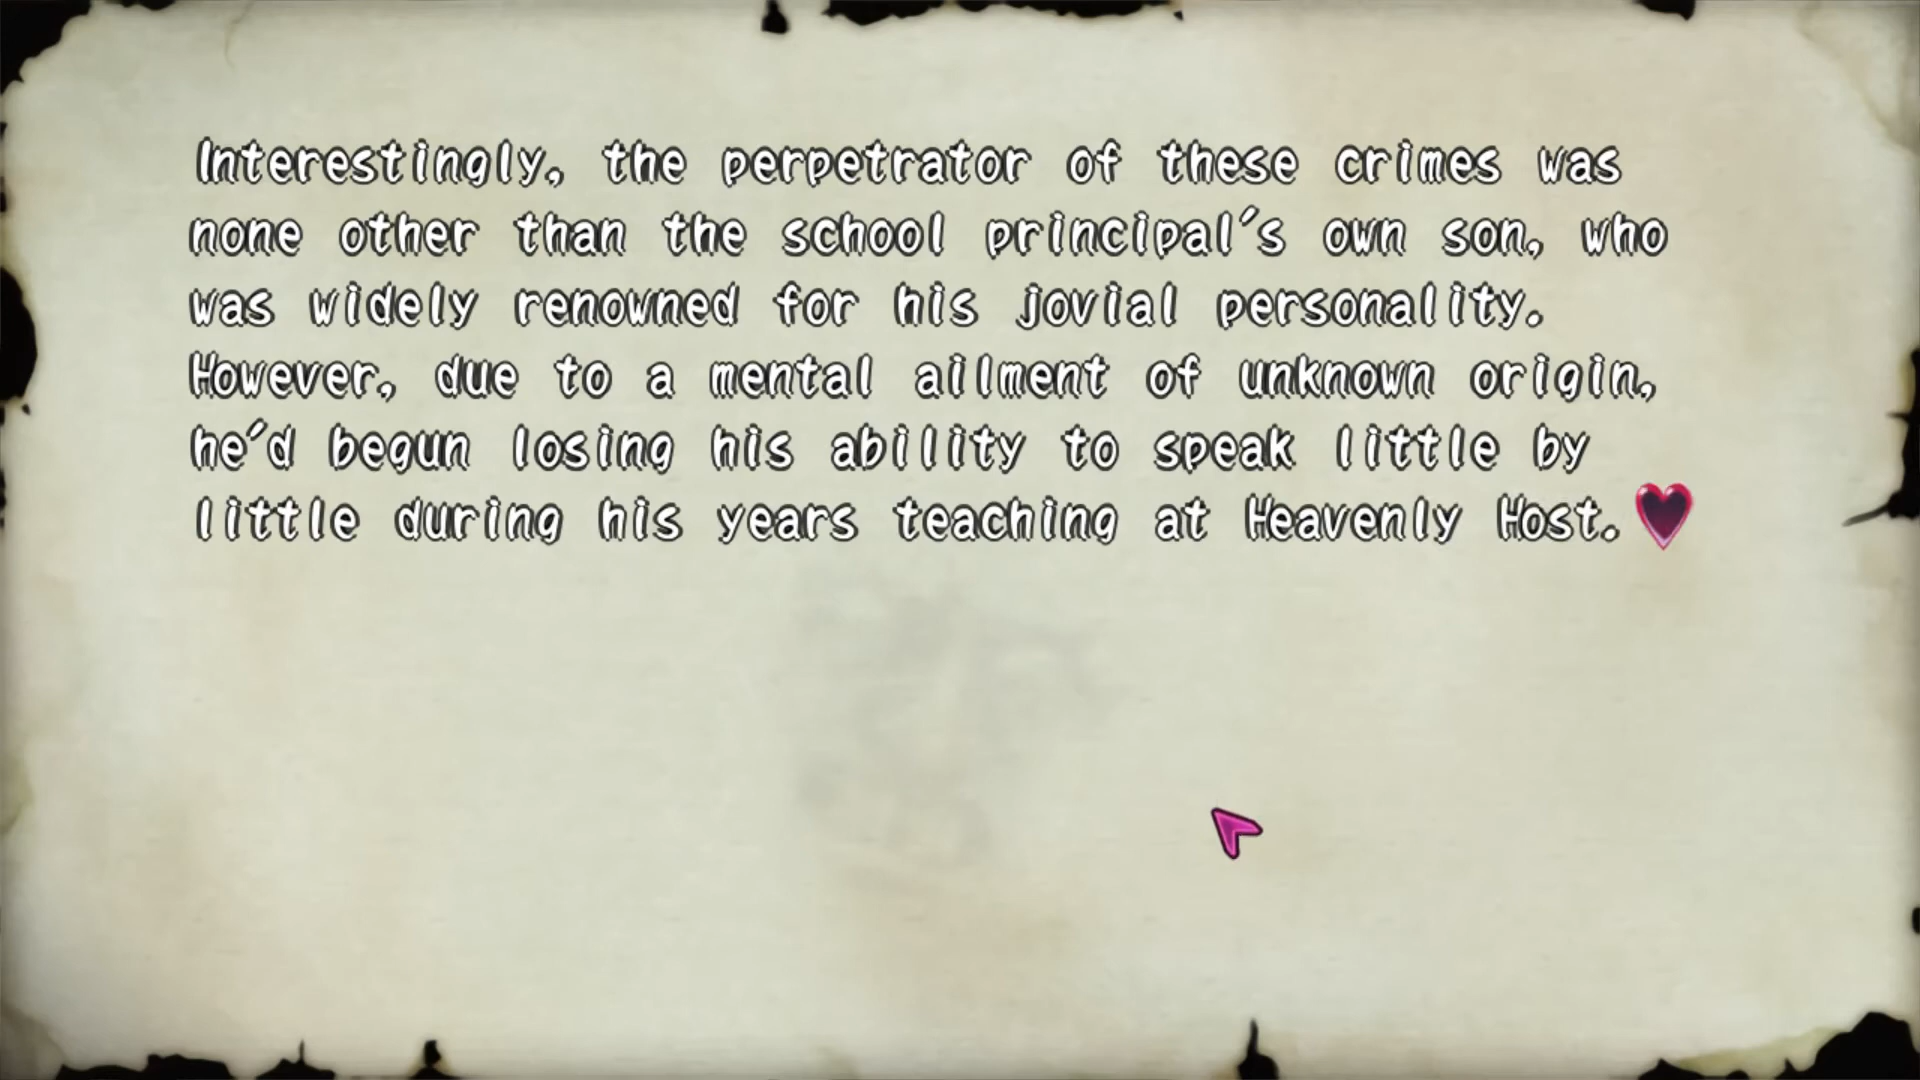 Interestingly, the perpetrator of these crimes was
none other than the school principal's own son, who
was widely renowned for his jovial personality.
However, due to a mental ailment of unknown origin,
he'd begun losing his ability to speak little by
little during his years teaching at Heavenly Host.